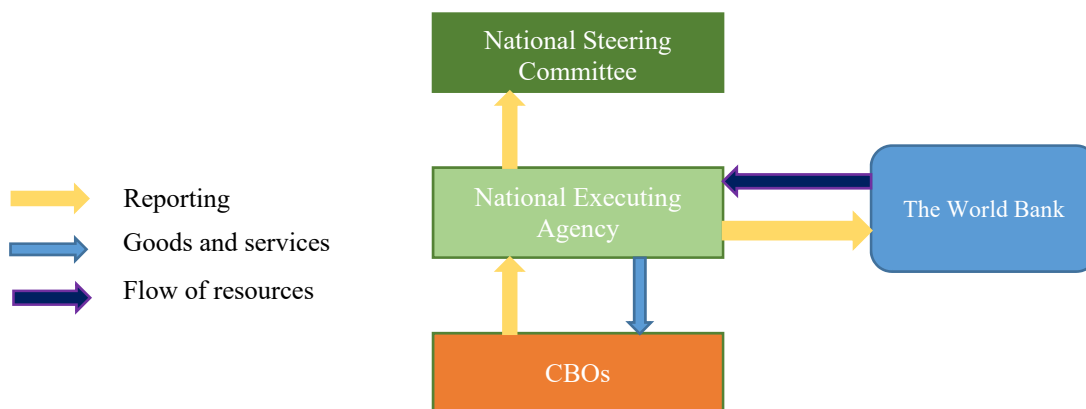 National Steering
Committee
Reporting
Goods and services
Flow of resources
National Executing
Agency
The World Bank
CBOs